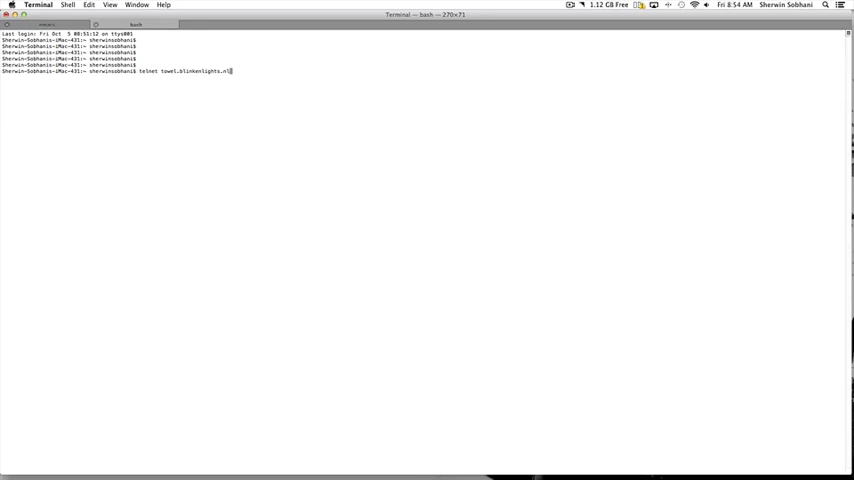 Terminal Shell Edit View Window Help 1.12 GB Free Fri 8:54 AM Sherwin Sobhani
Terminal — bash — 270×71
bash
Last login: Fri Oct 5 08:51:12 on ttys001
Sherwin-Sobhanis-iMac-431:~ sherwinsobhani$
Sherwin-Sobhanis-iMac-431:~ sherwinsobhani$
Sherwin-Sobhanis-iMac-431:~ sherwinsobhani$
Sherwin-Sobhanis-iMac-431:~ sherwinsobhani$
Sherwin-Sobhanis-iMac-431:~ sherwinsobhani$
Sherwin-Sobhanis-iMac-431:~ sherwinsobhani$ telnet towel.blinkenlights.nl